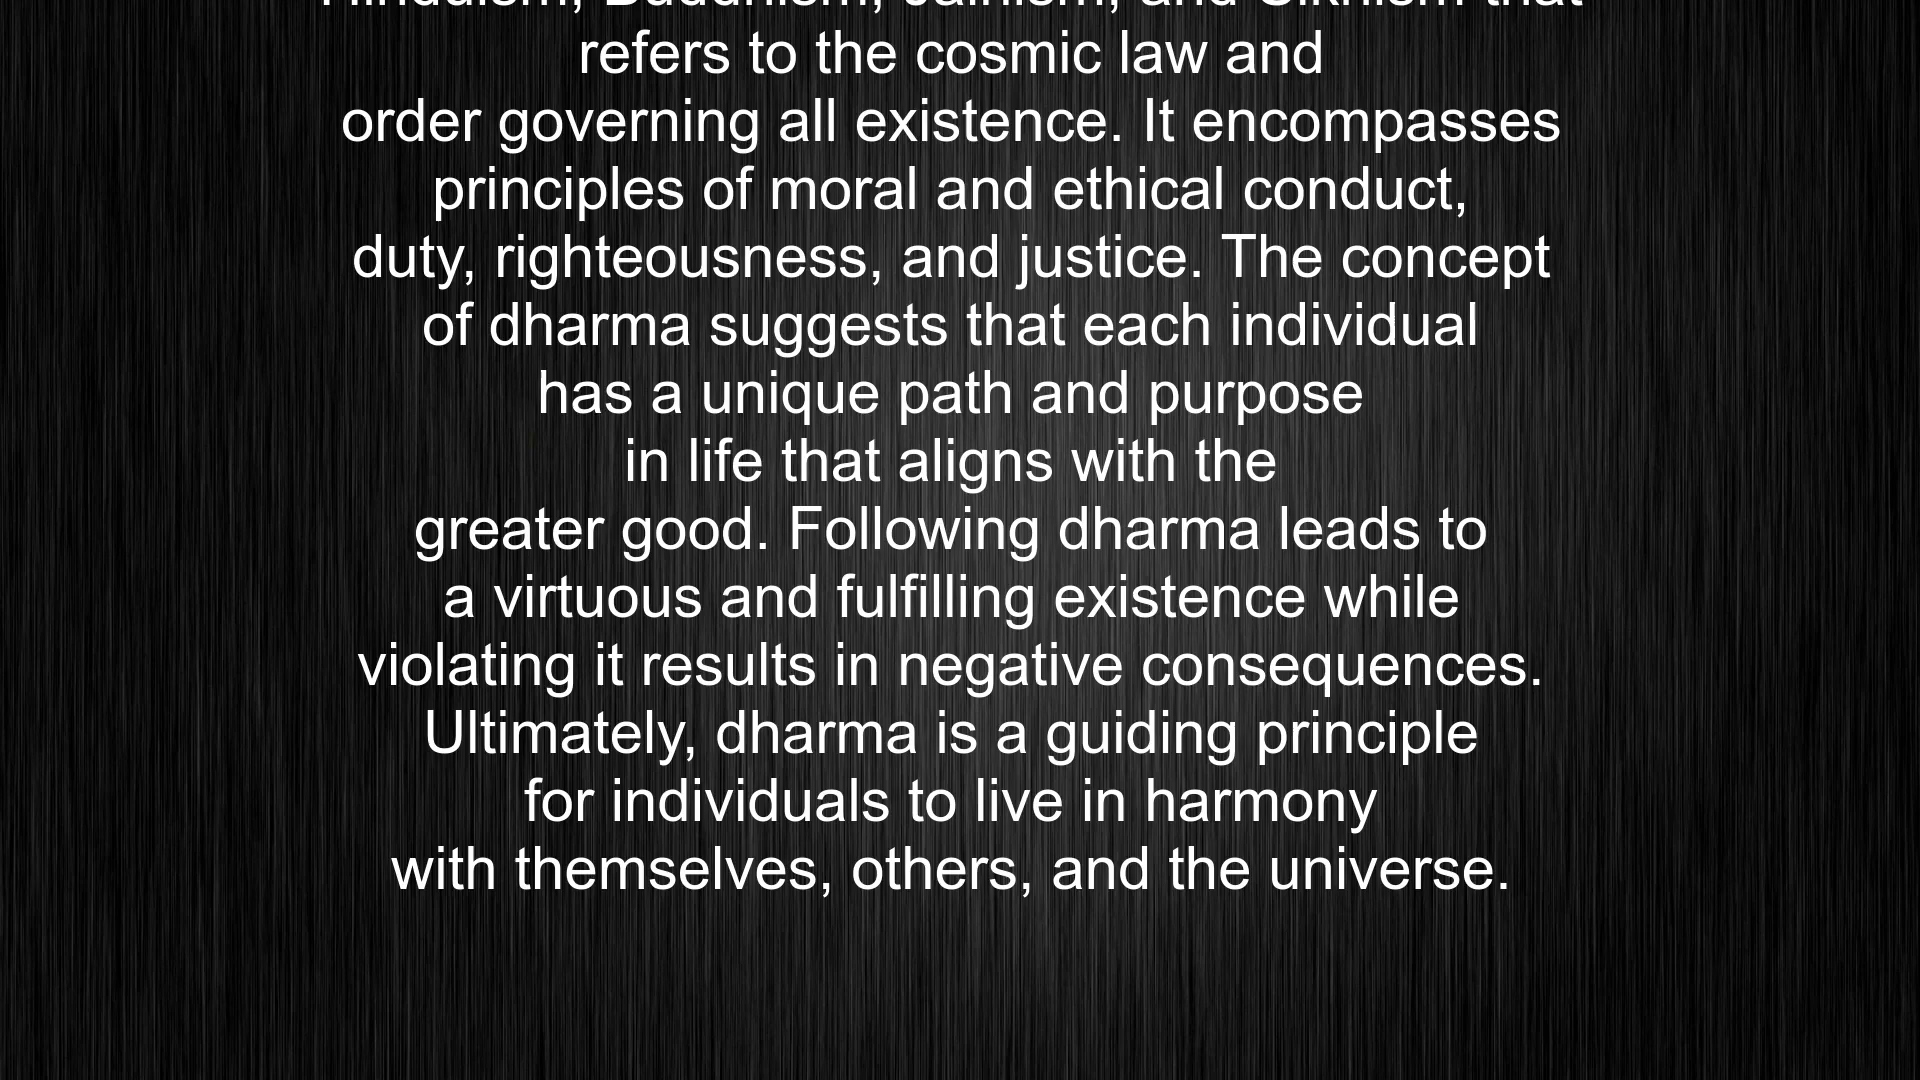 Hinduism, Buddhism, Jainism, and Sikhism that
refers to the cosmic law and
order governing all existence. It encompasses
principles of moral and ethical conduct,
duty, righteousness, and justice. The concept
of dharma suggests that each individual
has a unique path and purpose
in life that aligns with the
greater good. Following dharma leads to
a virtuous and fulfilling existence while
violating it results in negative consequences.
Ultimately, dharma is a guiding principle
for individuals to live in harmony
with themselves, others, and the universe.